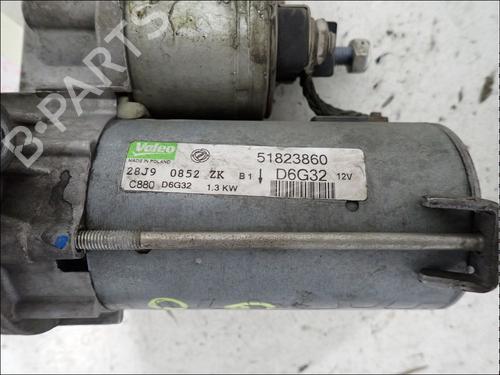 Valeo 51823860
MADE IN POLAND
28J9 0852 ZK B1 D6G32 12V
C880 D6G32 1.3 KW
B-PARTS